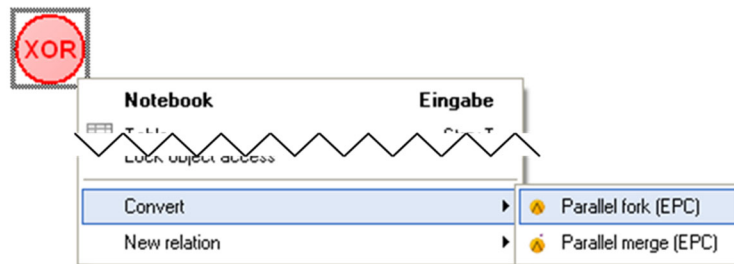 XOR
Notebook Eingabe
Lock object access
Convert
Parallel fork (EPC)
New relation
Parallel merge (EPC)